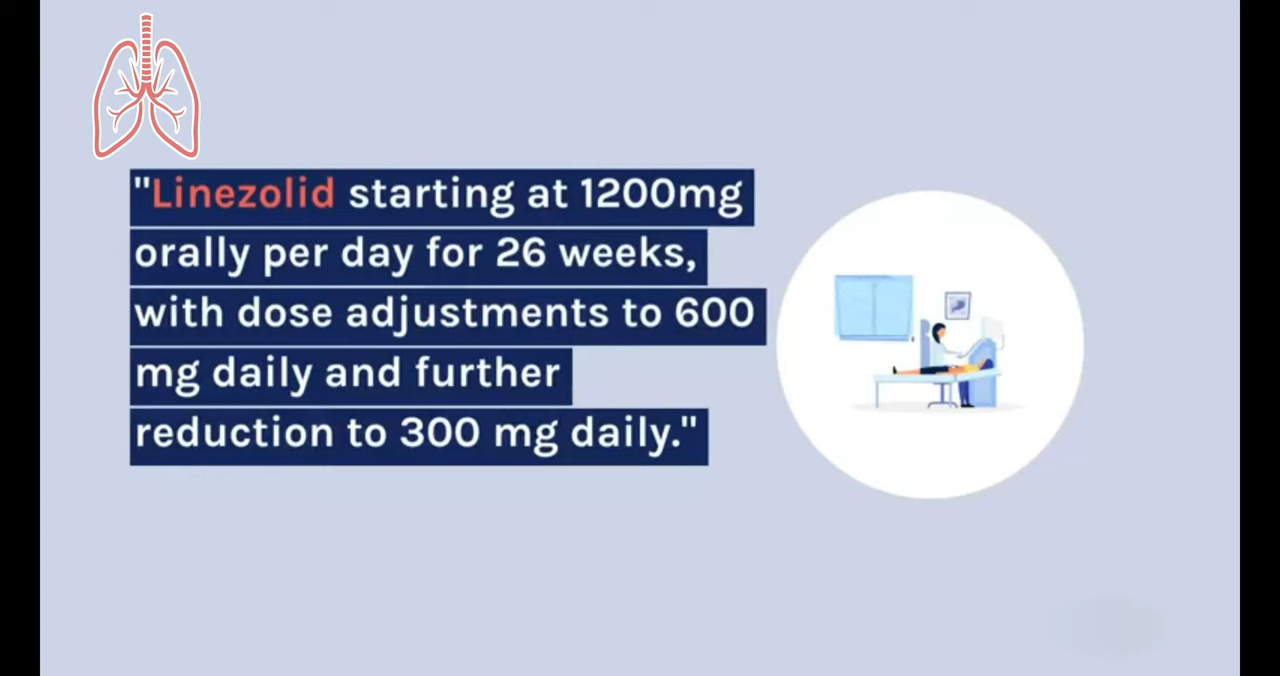 "Linezolid starting at 1200mg
orally per day for 26 weeks,
with dose adjustments to 600
mg daily and further
reduction to 300 mg daily."